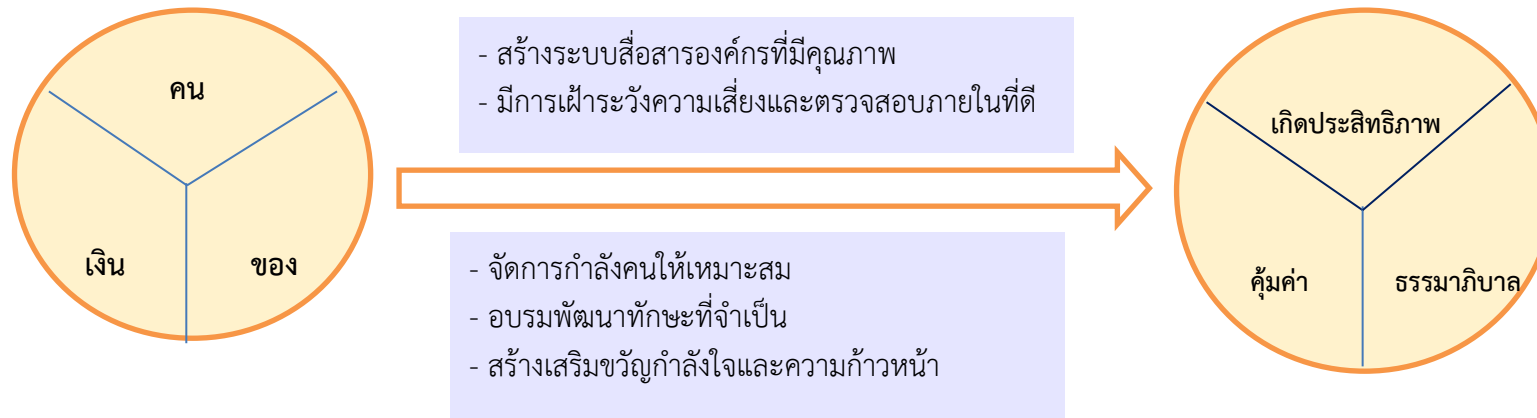 คน
เงิน
ของ
- สร้างระบบสื่อสารองค์กรที่มีคุณภาพ
- มีการเฝ้าระวังความเสี่ยงและตรวจสอบภายในที่ดี
- จัดการกำลังคนให้เหมาะสม
- อบรมพัฒนาทักษะที่จำเป็น
- สร้างเสริมขวัญกำลังใจและความก้าวหน้า
เกิดประสิทธิภาพ
คุ้มค่า
ธรรมาภิบาล